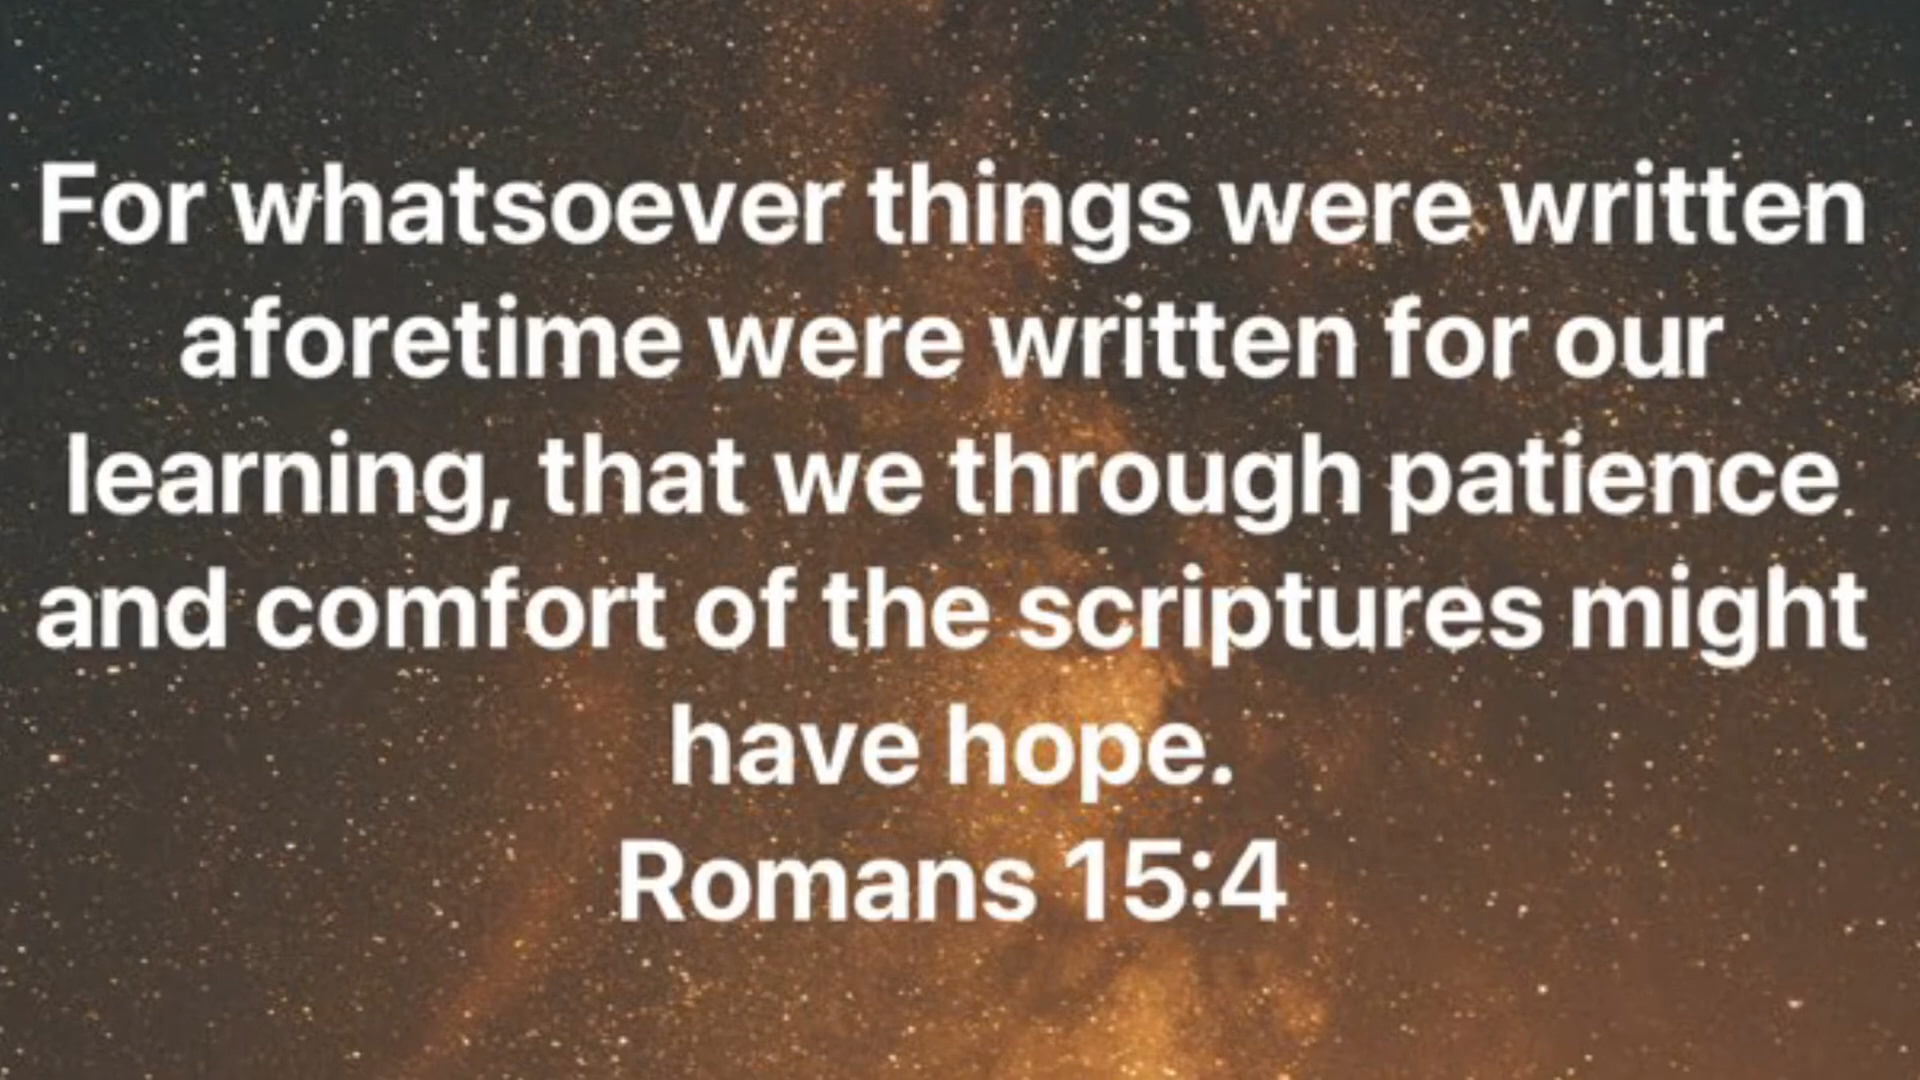 For whatsoever things were written
aforetime were written for our
learning, that we through patience
and comfort of the scriptures might
have hope.
Romans 15:4